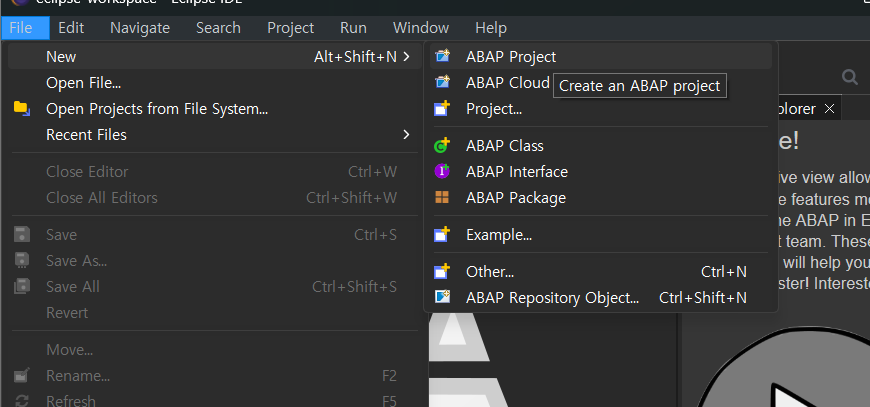 eclipse-workspace - Eclipse IDE
File Edit Navigate Search Project Run Window Help
New Alt+Shift+N
Open File...
Open Projects from File System...
Recent Files
Close Editor Ctrl+W
Close All Editors Ctrl+Shift+W
Save Ctrl+S
Save As...
Save All Ctrl+Shift+S
Revert
Move...
Rename... F2
Refresh F5
ABAP Project
ABAP Cloud
Create an ABAP project
Project...
ABAP Class
ABAP Interface
ABAP Package
Example...
Other... Ctrl+N
ABAP Repository Object... Ctrl+Shift+N
plorer
e!
ive view allow
e features m
he ABAP in E
t team. These
will help you
ster! Intereste